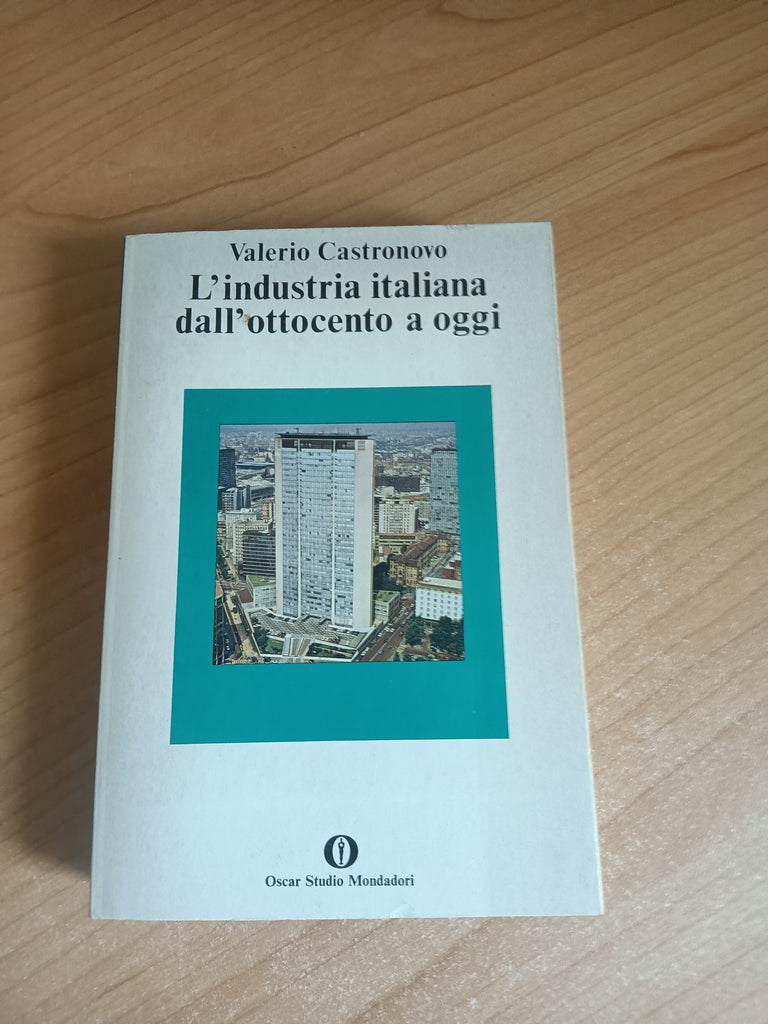 Valerio Castronovo
L'industria italiana
dall'ottocento a oggi
Oscar Studio Mondadori